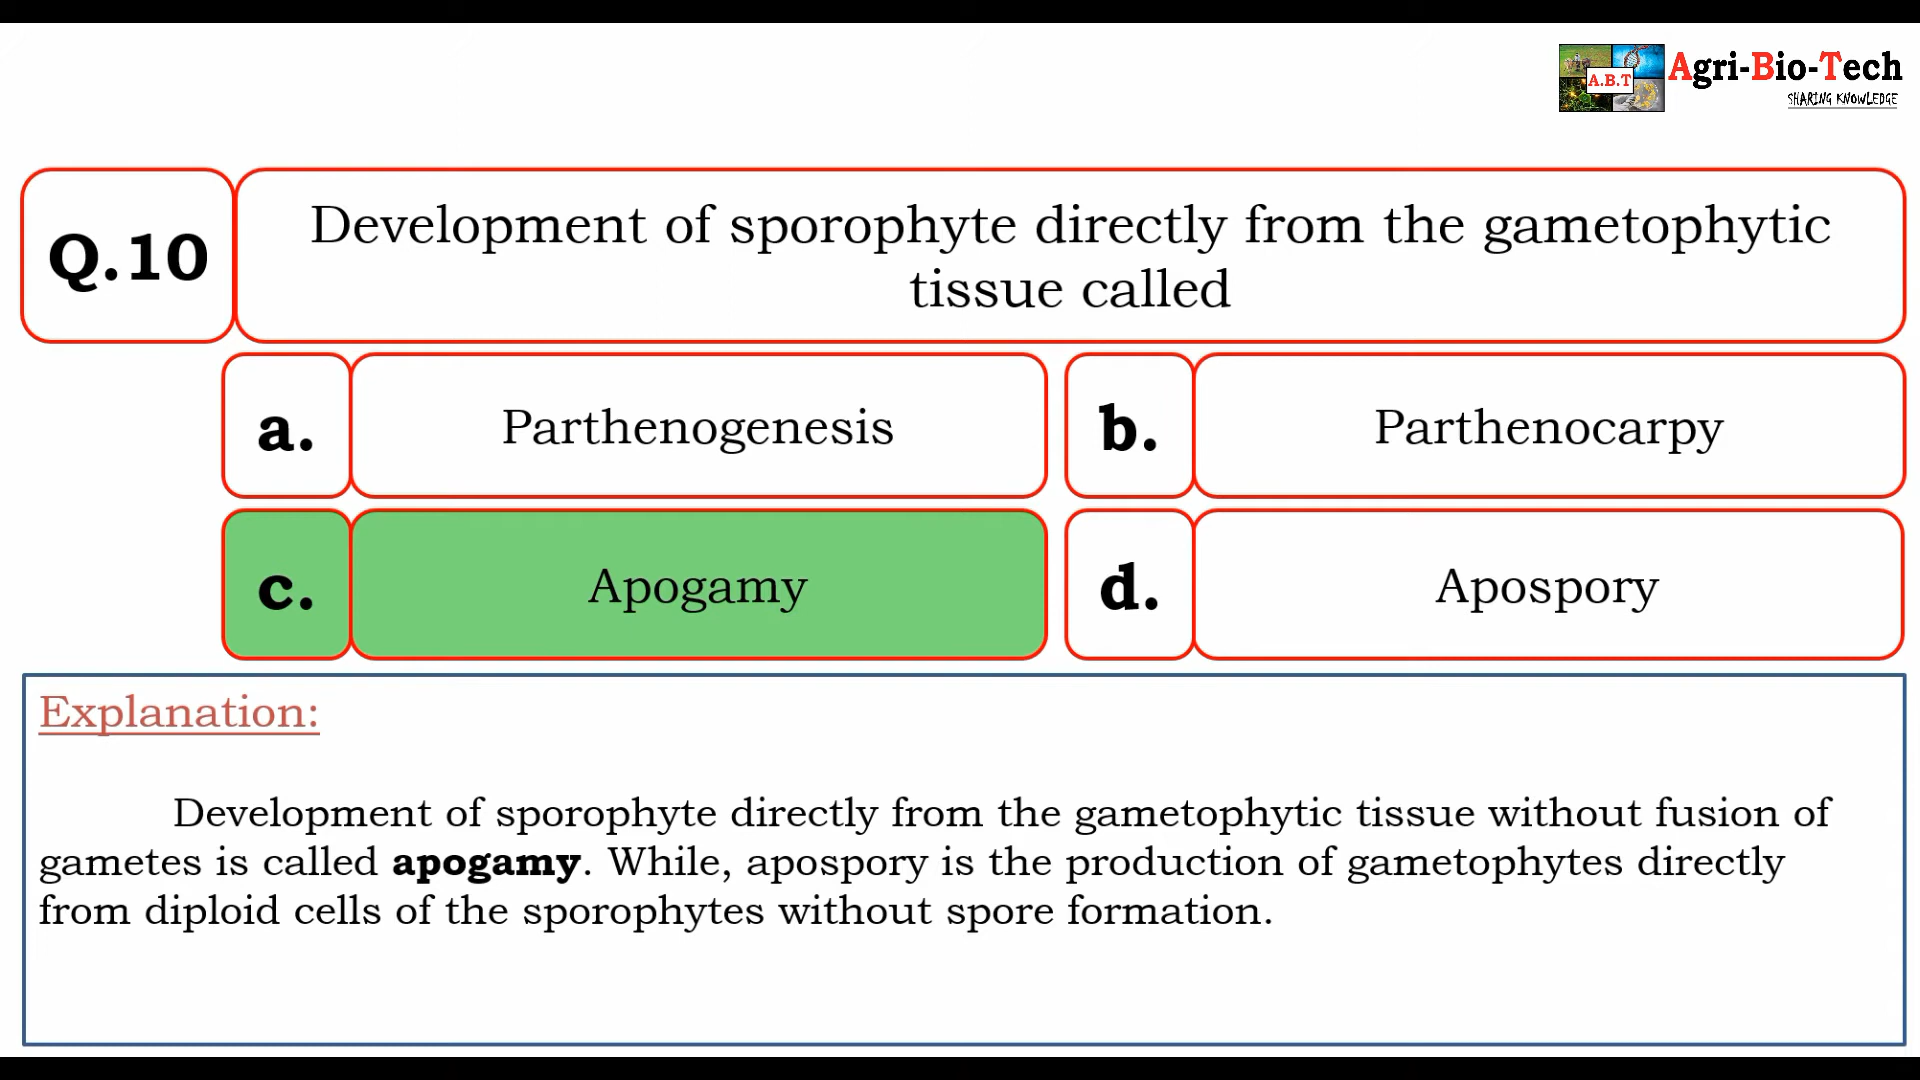 A.B.T
Agri-Bio-Tech
SHARING KNOWLEDGE
Q.10
Development of sporophyte directly from the gametophytic
tissue called
a.
Parthenogenesis
b.
Parthenocarpy
c.
Apogamy
d.
Apospory
Explanation:
Development of sporophyte directly from the gametophytic tissue without fusion of
gametes is called apogamy. While, apospory is the production of gametophytes directly
from diploid cells of the sporophytes without spore formation.